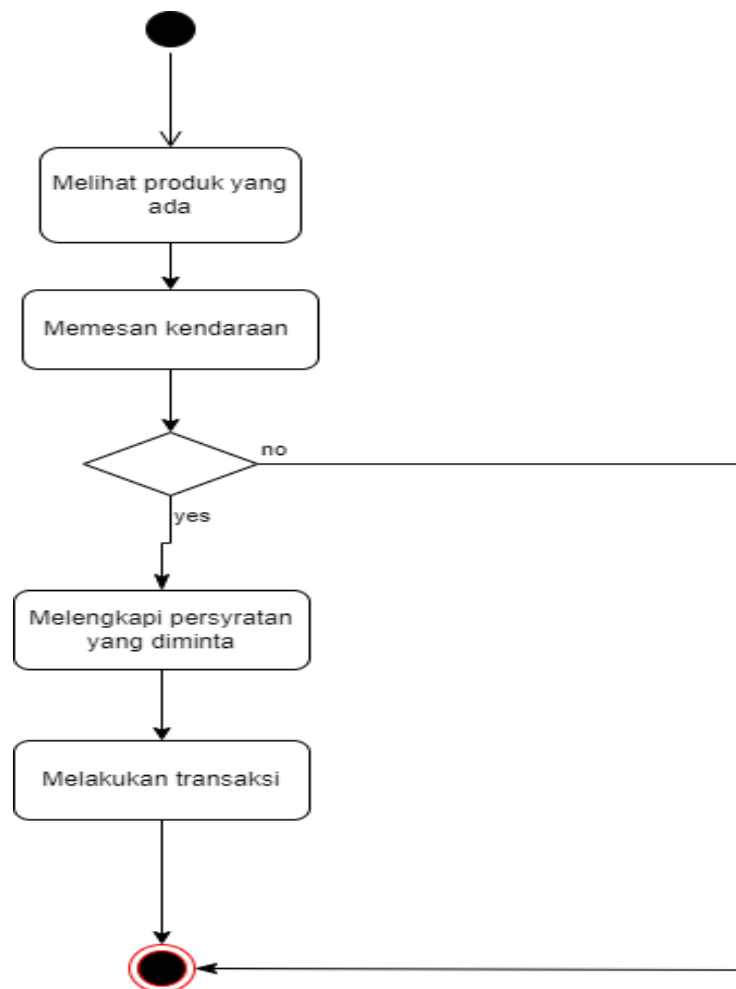 Melihat produk yang
ada
Memesan kendaraan
no
yes
Melengkapi persyratan
yang diminta
Melakukan transaksi